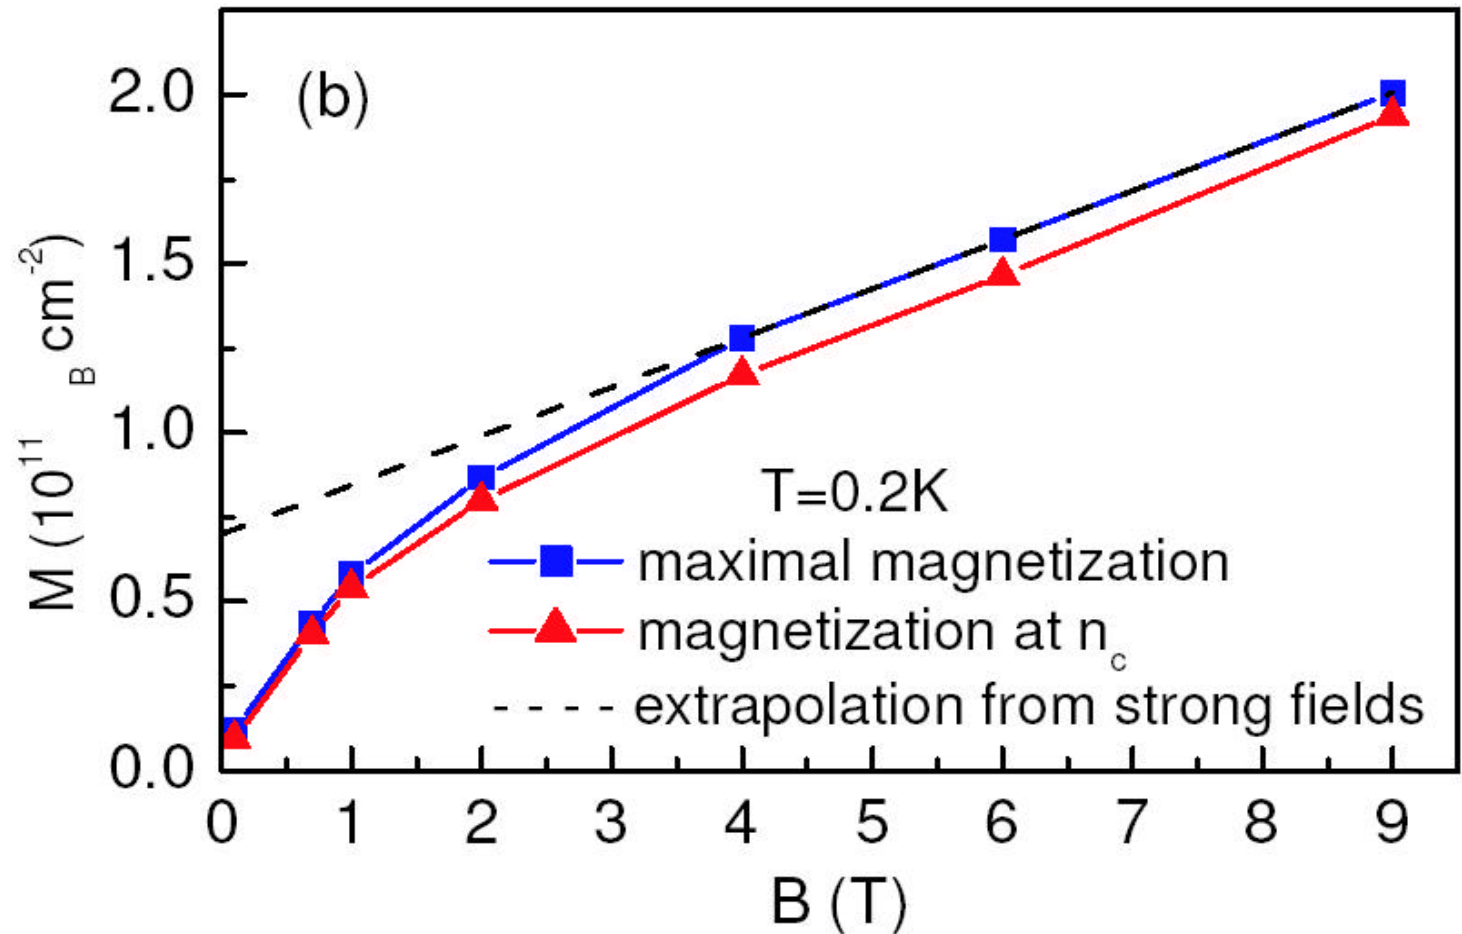 (b)
2.0
1.5
1.0
0.5
0.0
M (10¹¹ B cm⁻²)
T=0.2K
maximal magnetization
magnetization at n_c
extrapolation from strong fields
0 1 2 3 4 5 6 7 8 9
B (T)